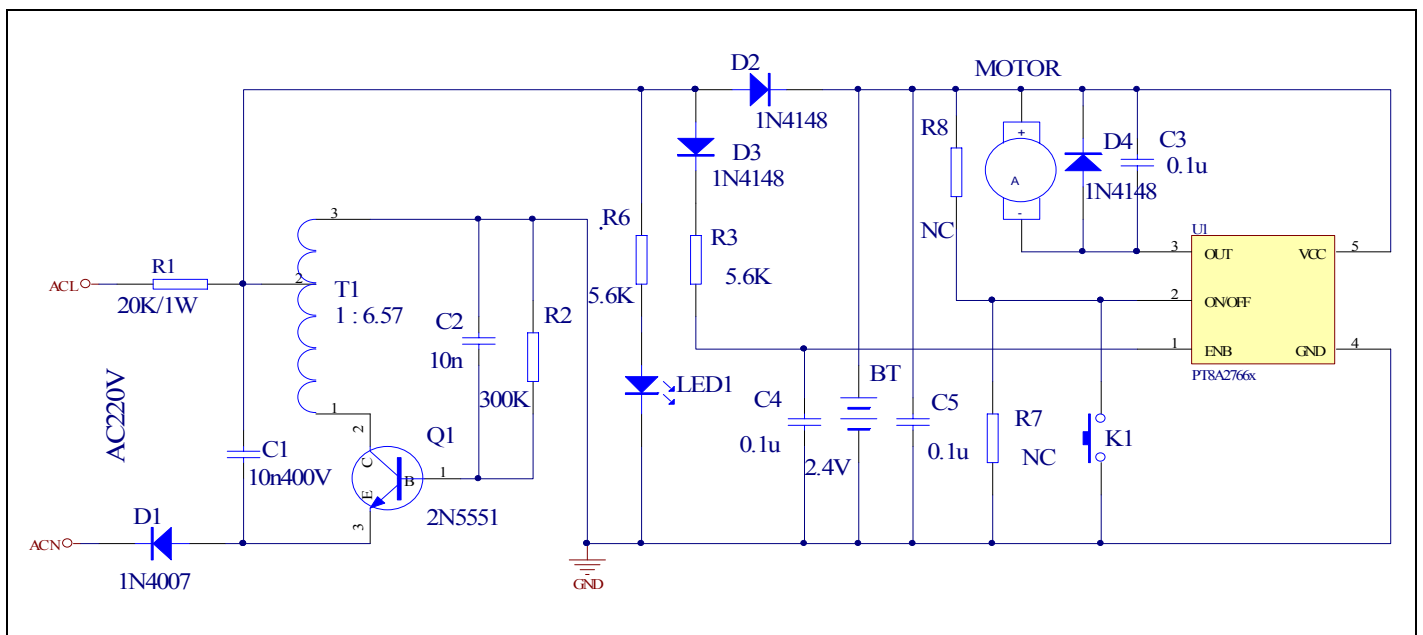 D2
1N4148
MOTOR
D3
1N4148
R8
NC
+
A
-
D4
1N4148
C3
0.1u
.R6
5.6K
R3
5.6K
U1
3 OUT VCC 5
2 ON/OFF
1 ENB GND 4
PT8A2766x
ACL
R1
20K/1W
3
2
T1
1 : 6.57
1
C2
10n
R2
300K
LED1
C4
0.1u
BT
2.4V
C5
0.1u
R7
NC
K1
AC220V
C1
10n400V
2
C
B
E
3
1
Q1
2N5551
ACN
D1
1N4007
GND